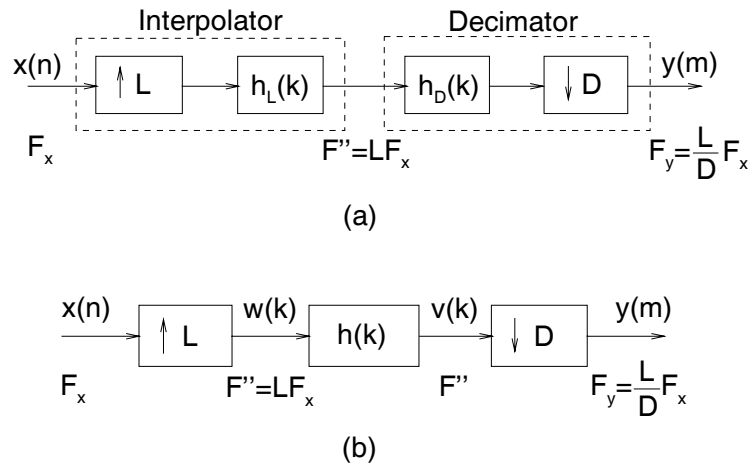 Interpolator Decimator
x(n) ↑ L h_L(k) h_D(k) ↓ D y(m)
F_x F''=LF_x F_y=L/D F_x
(a)
x(n) ↑ L w(k) h(k) v(k) ↓ D y(m)
F_x F''=LF_x F'' F_y=L/D F_x
(b)